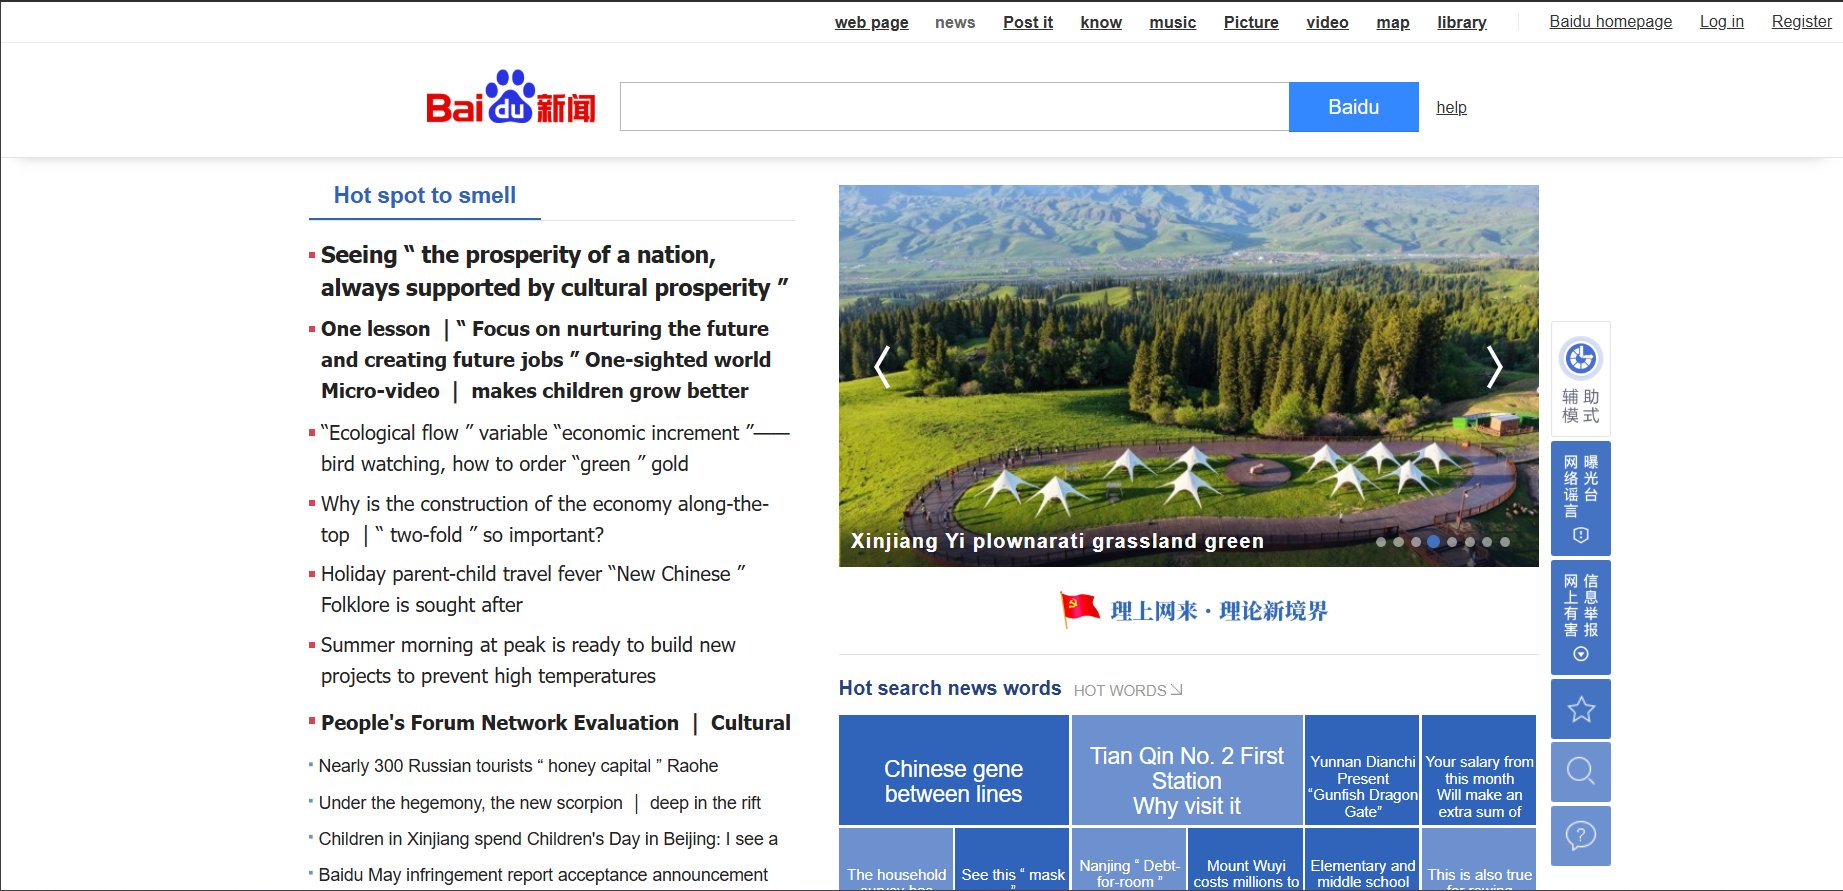 web page news Post it know music Picture video map library Baidu homepage Log in Register
Baidu新闻
Baidu help
Hot spot to smell
Seeing “ the prosperity of a nation,
always supported by cultural prosperity ”
One lesson ｜“ Focus on nurturing the future
and creating future jobs ” One-sighted world
Micro-video ｜ makes children grow better
“Ecological flow ” variable “economic increment ”——
bird watching, how to order “green ” gold
Why is the construction of the economy along-the-
top ｜“ two-fold ” so important?
Holiday parent-child travel fever “New Chinese ”
Folklore is sought after
Summer morning at peak is ready to build new
projects to prevent high temperatures
People's Forum Network Evaluation ｜ Cultural
Nearly 300 Russian tourists “ honey capital ” Raohe
Under the hegemony, the new scorpion ｜ deep in the rift
Children in Xinjiang spend Children's Day in Beijing: I see a
Baidu May infringement report acceptance announcement
Xinjiang Yi plownarati grassland green
理上网来·理论新境界
Hot search news words HOT WORDS
Chinese gene
between lines
Tian Qin No. 2 First
Station
Why visit it
Yunnan Dianchi
Present
“Gunfish Dragon
Gate”
Your salary from
this month
Will make an
extra sum of
The household
See this “ mask
”
Nanjing “ Debt-
for-room ”
Mount Wuyi
costs millions to
Elementary and
middle school
This is also true
辅助
模式
网络谣言
曝光台
网上有害
信息举报